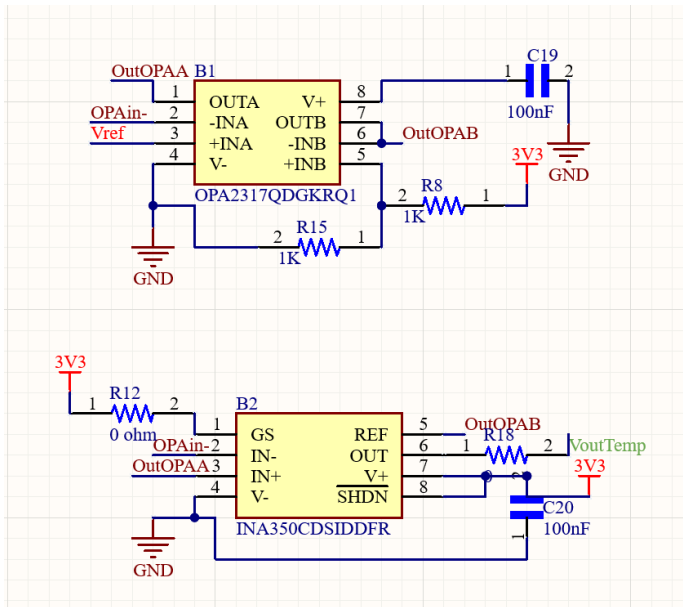 OutOPAA B1
1 OUTA V+ 8
2 -INA OUTB 7
3 +INA -INB 6
4 V- +INB 5
OPAin-
Vref
OutOPAB
OPA2317QDGKRQ1
1 C19 2
100nF
GND
3V3
2 R8 1
1K
2 R15 1
1K
GND
3V3
1 R12 2
0 ohm
B2
1 GS REF 5
2 IN- OUT 6
3 IN+ V+ 7
4 V- SHDN 8
OPAin-
OutOPAA
INA350CDSIDDFR
GND
OutOPAB
1 R18 2
VoutTemp
3V3
2
C20
100nF
1